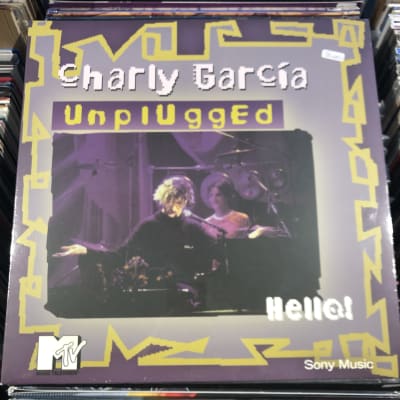 Charly García
UnplUggEd
Hello!
MTV
Sony Music